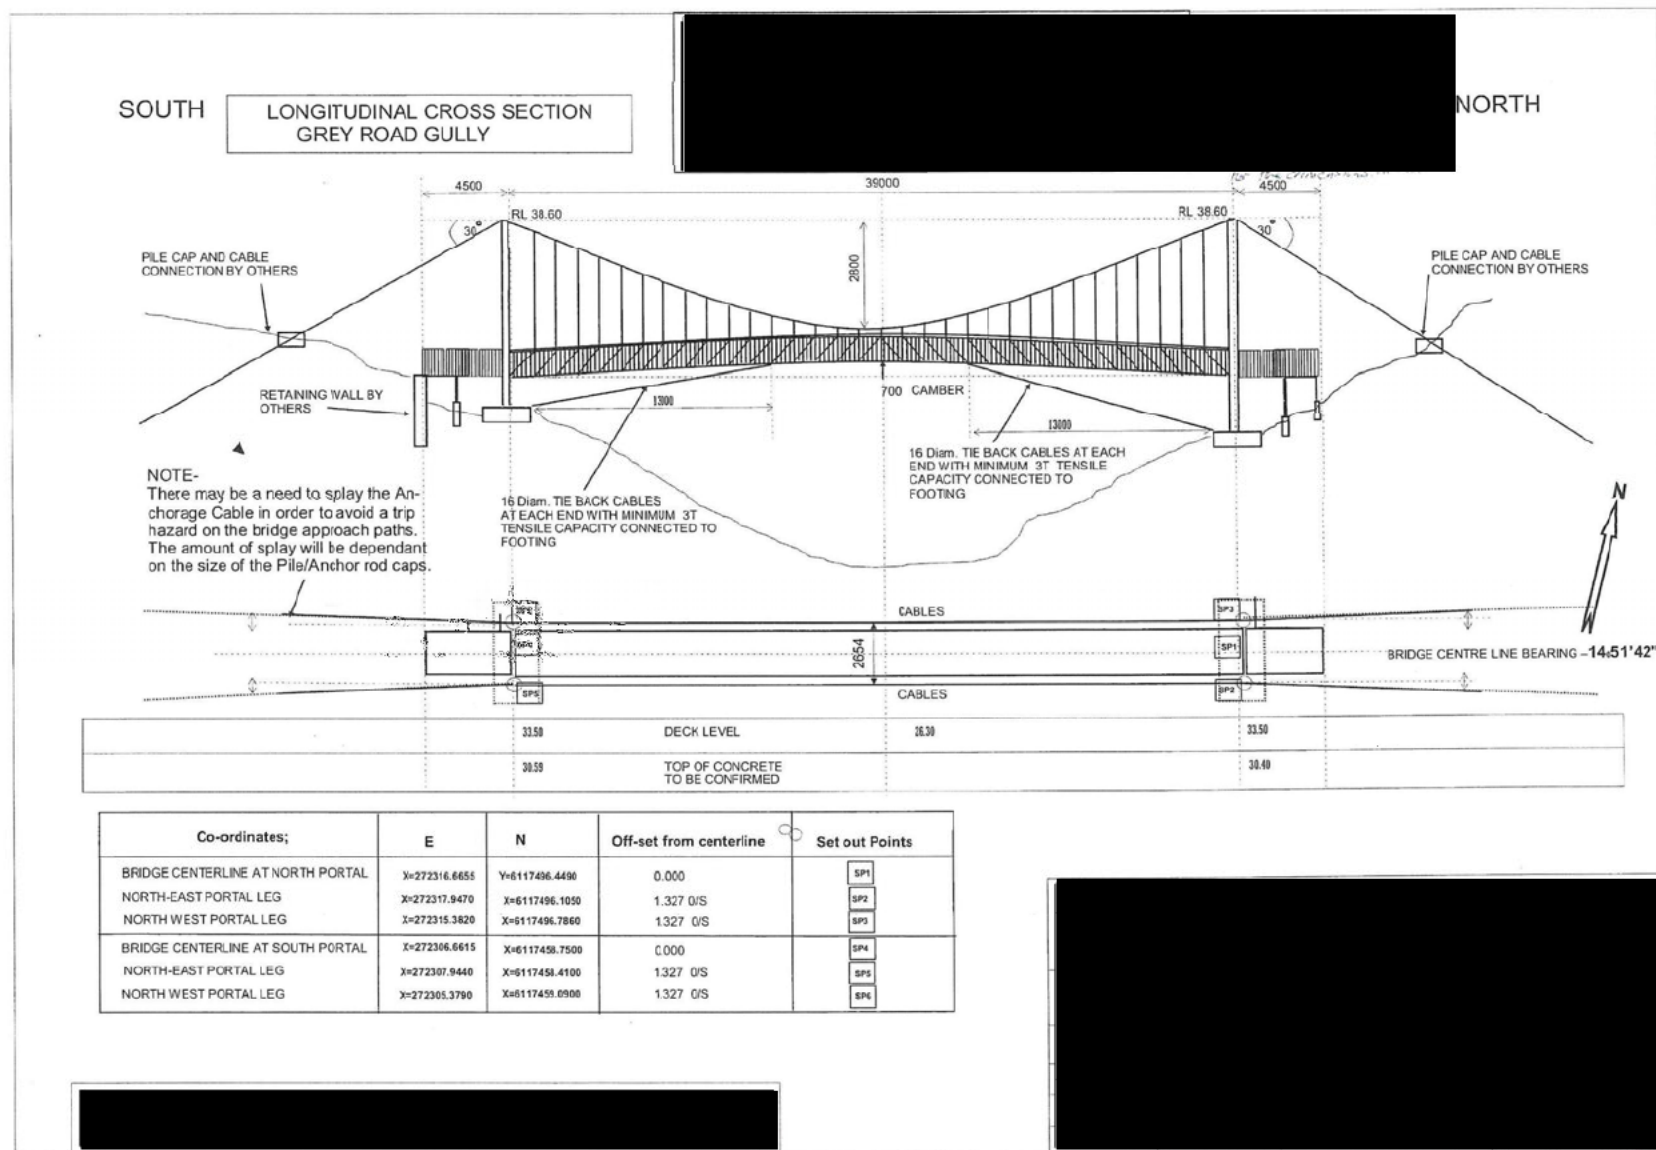 SOUTH
LONGITUDINAL CROSS SECTION
GREY ROAD GULLY
NORTH
4500
39000
4500
RL 38.60
RL 38.60
30°
30°
2800
PILE CAP AND CABLE
CONNECTION BY OTHERS
PILE CAP AND CABLE
CONNECTION BY OTHERS
RETAINING WALL BY
OTHERS
1300
700 CAMBER
13000
16 Diam. TIE BACK CABLES AT EACH
END WITH MINIMUM 3T TENSILE
CAPACITY CONNECTED TO
FOOTING
16 Diam. TIE BACK CABLES
AT EACH END WITH MINIMUM 3T
TENSILE CAPACITY CONNECTED TO
FOOTING
NOTE-
There may be a need to splay the An-
chorage Cable in order to avoid a trip
hazard on the bridge approach paths.
The amount of splay will be dependant
on the size of the Pile/Anchor rod caps.
N
CABLES
SP3
2654
SP1
BRIDGE CENTRE LINE BEARING -14.51'42"
SP5
CABLES
SP2
33.50 DECK LEVEL 26.30 33.50
30.59 TOP OF CONCRETE 30.40
TO BE CONFIRMED
Co-ordinates; E N Off-set from centerline Set out Points
BRIDGE CENTERLINE AT NORTH PORTAL X=272316.6655 Y=6117496.4490 0.000 SP1
NORTH-EAST PORTAL LEG X=272317.9470 X=6117496.1050 1.327 0/S SP2
NORTH WEST PORTAL LEG X=272315.3820 X=6117496.7860 1.327 0/S SP3
BRIDGE CENTERLINE AT SOUTH PORTAL X=272306.6615 X=6117458.7500 0.000 SP4
NORTH-EAST PORTAL LEG X=272307.9440 X=6117458.4100 1.327 0/S SP5
NORTH WEST PORTAL LEG X=272305.3790 X=6117459.0900 1.327 0/S SP6